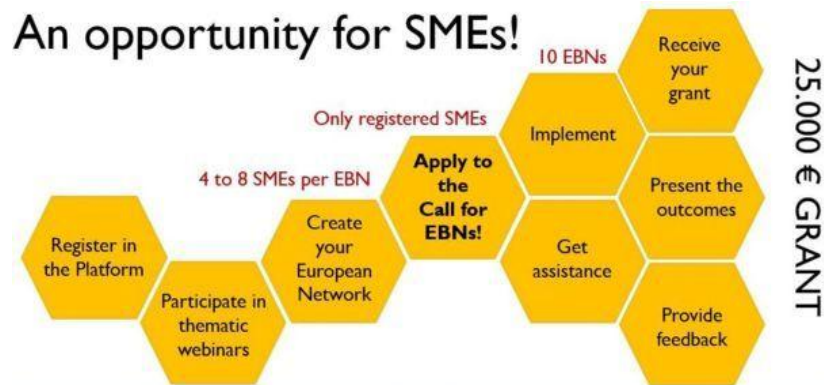 An opportunity for SMEs!
Register in
the Platform
Participate in
thematic
webinars
4 to 8 SMEs per EBN
Create
your
European
Network
Only registered SMEs
Apply to
the
Call for
EBNs!
10 EBNs
Implement
Get
assistance
Receive
your
grant
Present the
outcomes
Provide
feedback
25.000 € GRANT